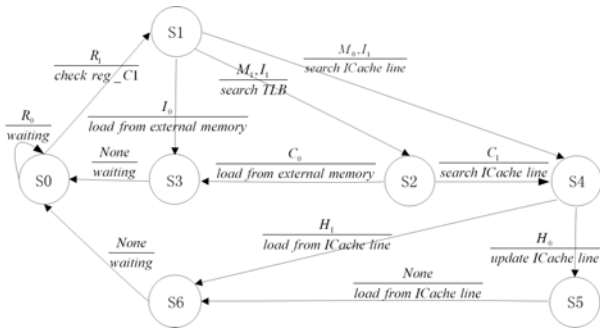 S1
R₁
check reg_C1
M₀,I₁
search ICache line
M₁,I₁
search TLB
R₀
waiting
I₀
load from external memory
None
waiting
C₀
load from external memory
C₁
search ICache line
S0
S3
S2
S4
H₁
load from ICache line
H₀
update ICache line
None
waiting
None
load from ICache line
S6
S5